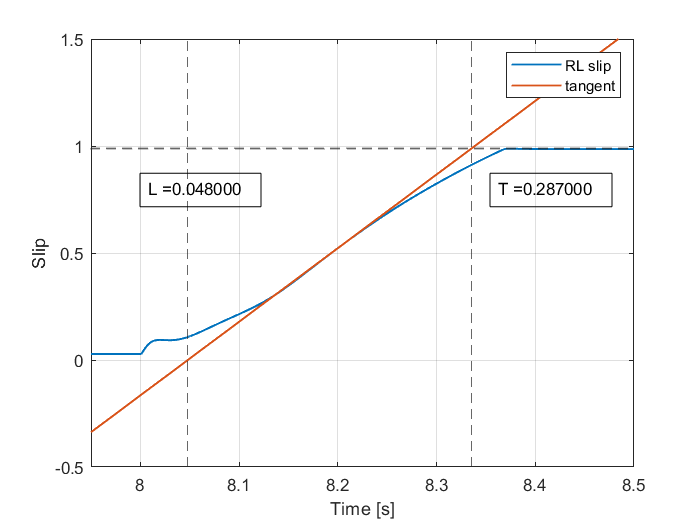 1.5
RL slip
tangent
1
L =0.048000
T =0.287000
0.5
Slip
0
-0.5
8
8.1
8.2
8.3
8.4
8.5
Time [s]